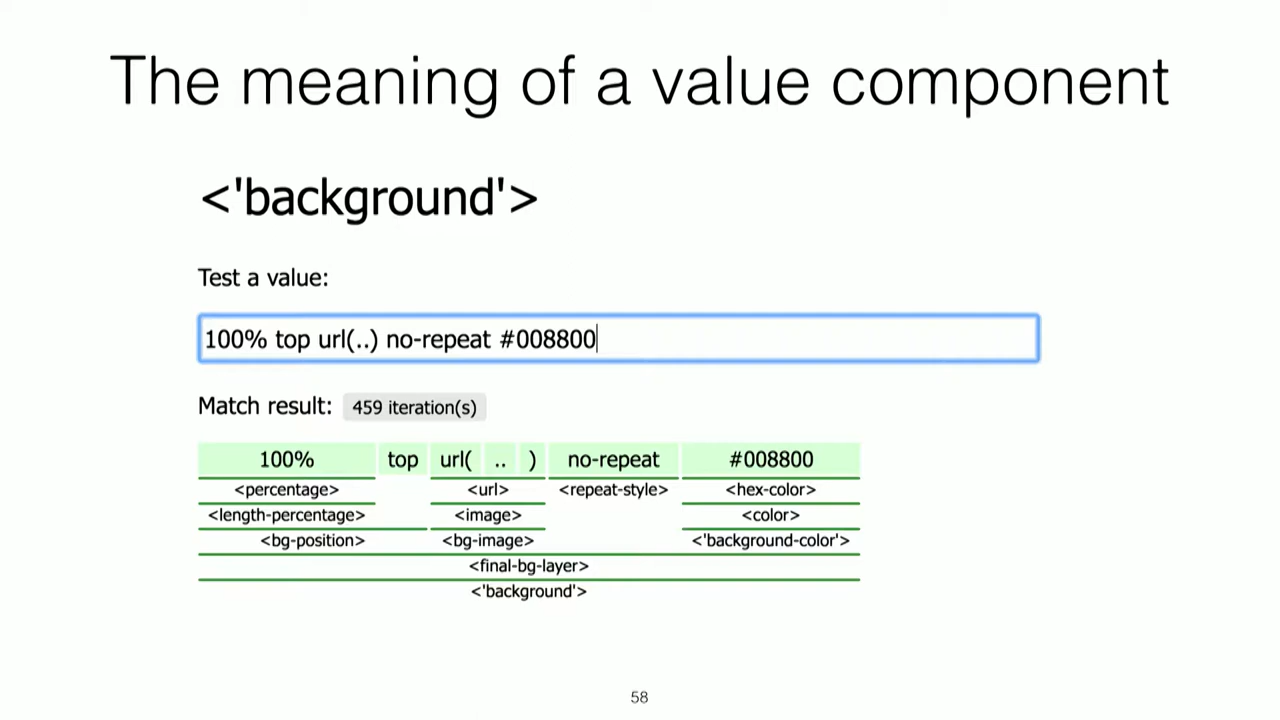 The meaning of a value component
<'background'>
Test a value:
100% top url(..) no-repeat #008800
Match result: 459 iteration(s)
100% top url( .. ) no-repeat #008800
<percentage> <url> <repeat-style> <hex-color>
<length-percentage> <image> <color>
<bg-position> <bg-image> <'background-color'>
<final-bg-layer>
<'background'>
58